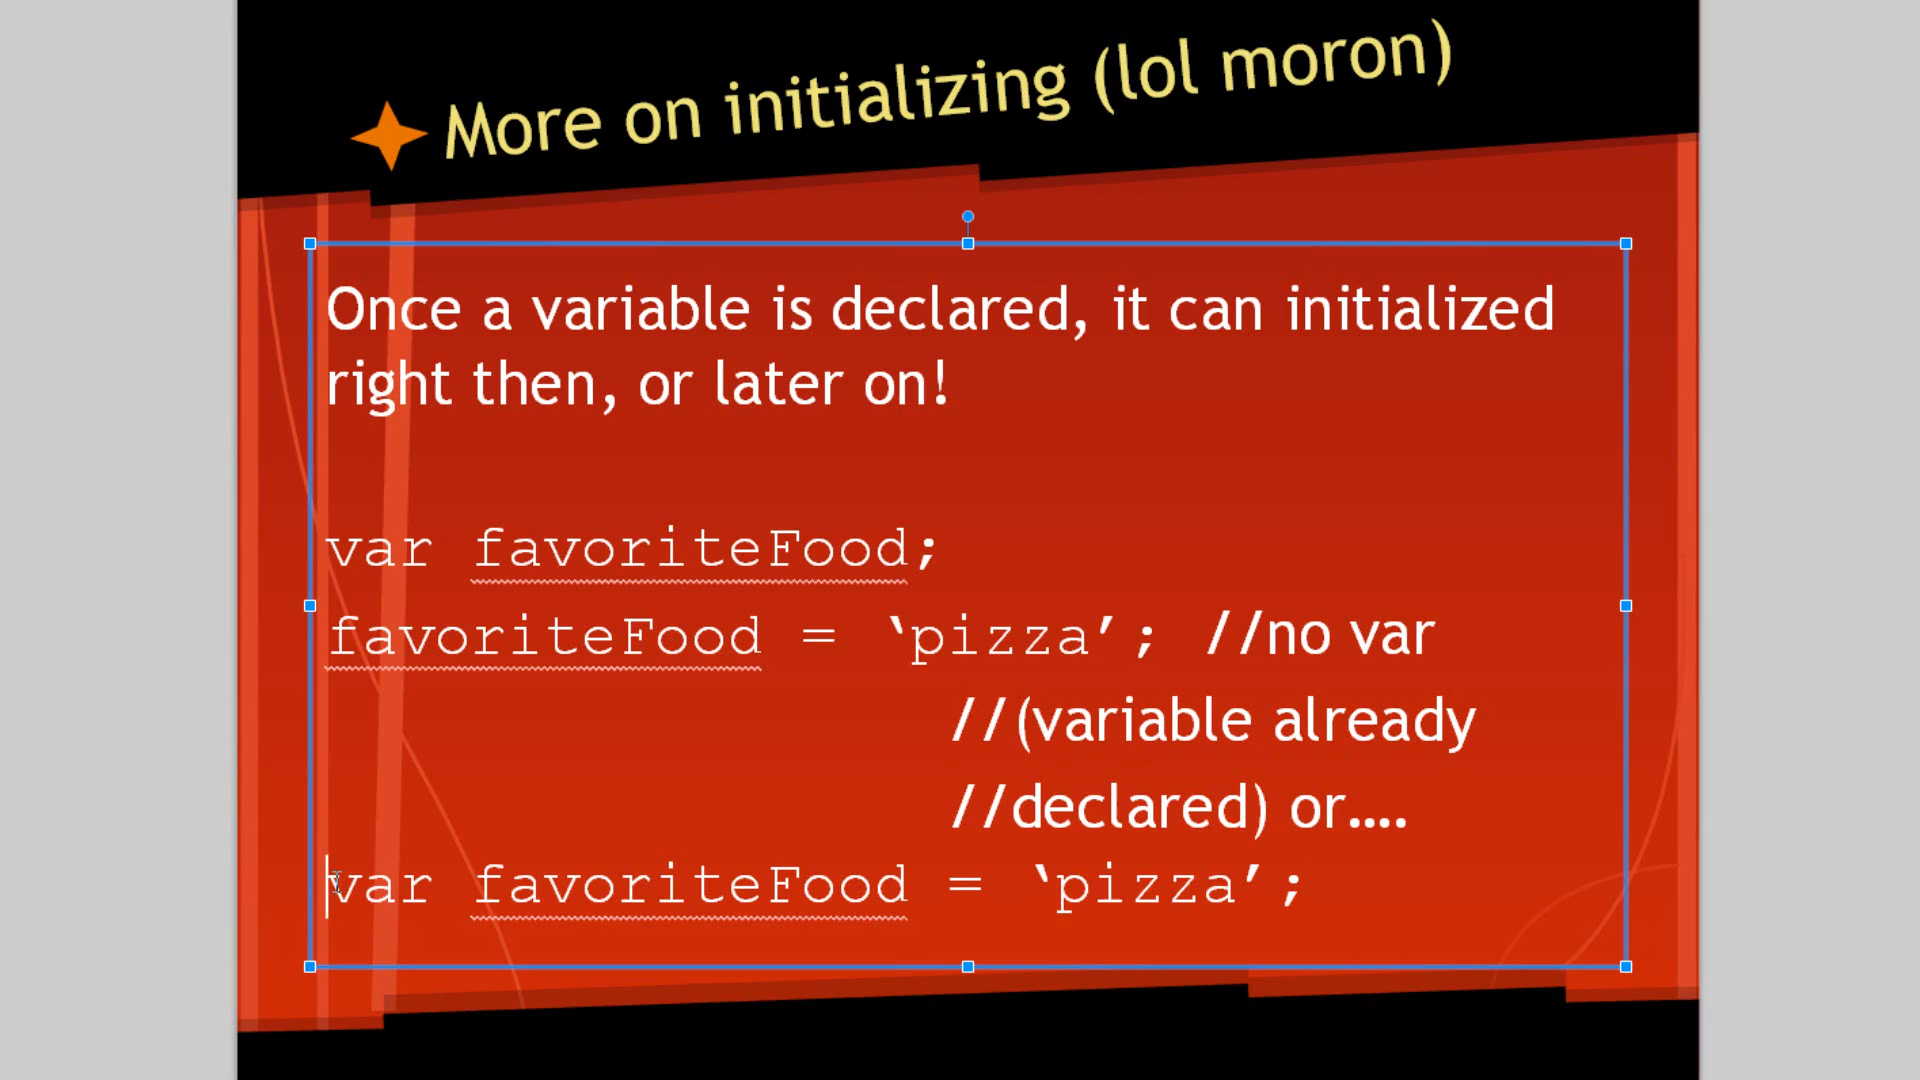 More on initializing (lol moron)
Once a variable is declared, it can initialized
right then, or later on!
var favoriteFood;
favoriteFood = ‘pizza’; //no var
//(variable already
//declared) or....
var favoriteFood = ‘pizza’;